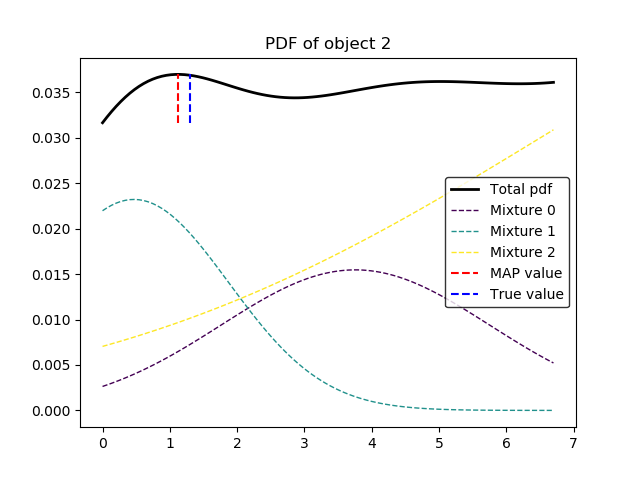 PDF of object 2
0.035
0.030
0.025
0.020
0.015
0.010
0.005
0.000
Total pdf
Mixture 0
Mixture 1
Mixture 2
MAP value
True value
0 1 2 3 4 5 6 7